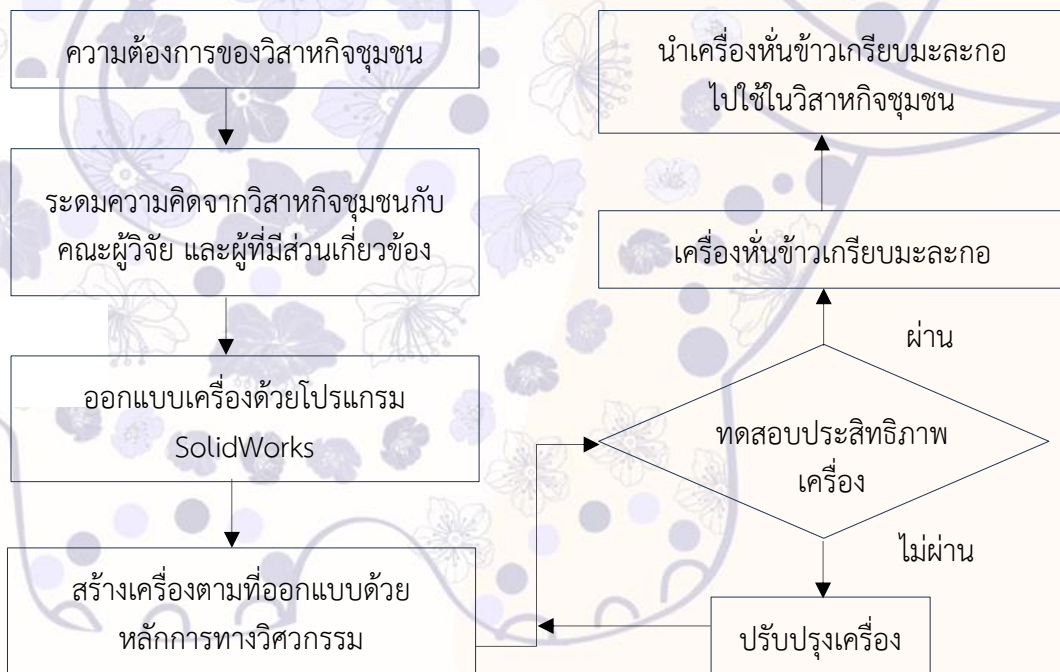 ความต้องการของวิสาหกิจชุมชน
ระดมความคิดจากวิสาหกิจชุมชนกับ
คณะผู้วิจัย และผู้ที่มีส่วนเกี่ยวข้อง
ออกแบบเครื่องด้วยโปรแกรม
SolidWorks
สร้างเครื่องตามที่ออกแบบด้วย
หลักการทางวิศวกรรม
นำเครื่องหั่นข้าวเกรียบมะละกอ
ไปใช้ในวิสาหกิจชุมชน
เครื่องหั่นข้าวเกรียบมะละกอ
ผ่าน
ทดสอบประสิทธิภาพ
เครื่อง
ไม่ผ่าน
ปรับปรุงเครื่อง